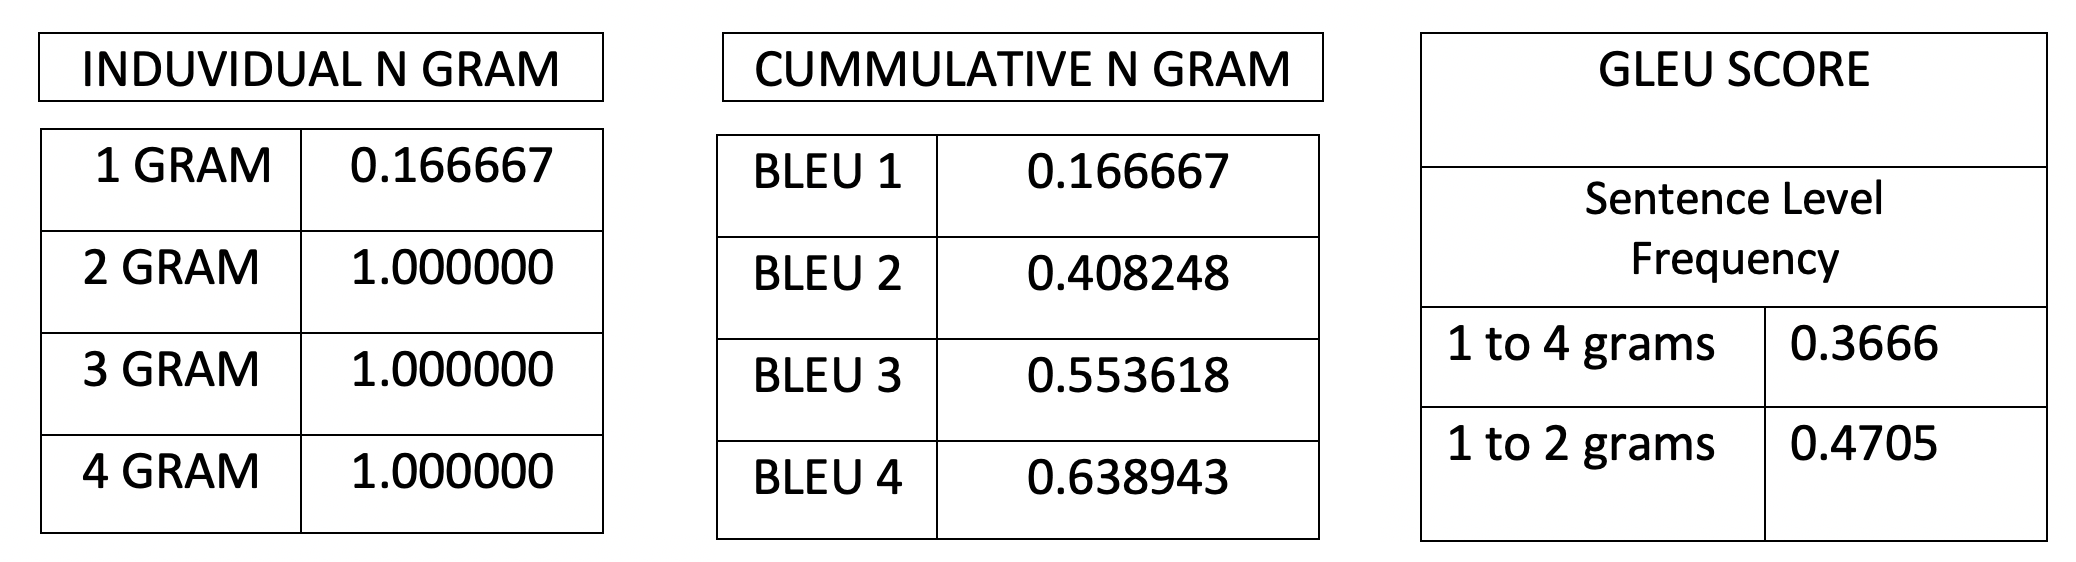 INDUVIDUAL N GRAM
1 GRAM 0.166667
2 GRAM 1.000000
3 GRAM 1.000000
4 GRAM 1.000000
CUMMULATIVE N GRAM
BLEU 1 0.166667
BLEU 2 0.408248
BLEU 3 0.553618
BLEU 4 0.638943
GLEU SCORE
Sentence Level
Frequency
1 to 4 grams 0.3666
1 to 2 grams 0.4705